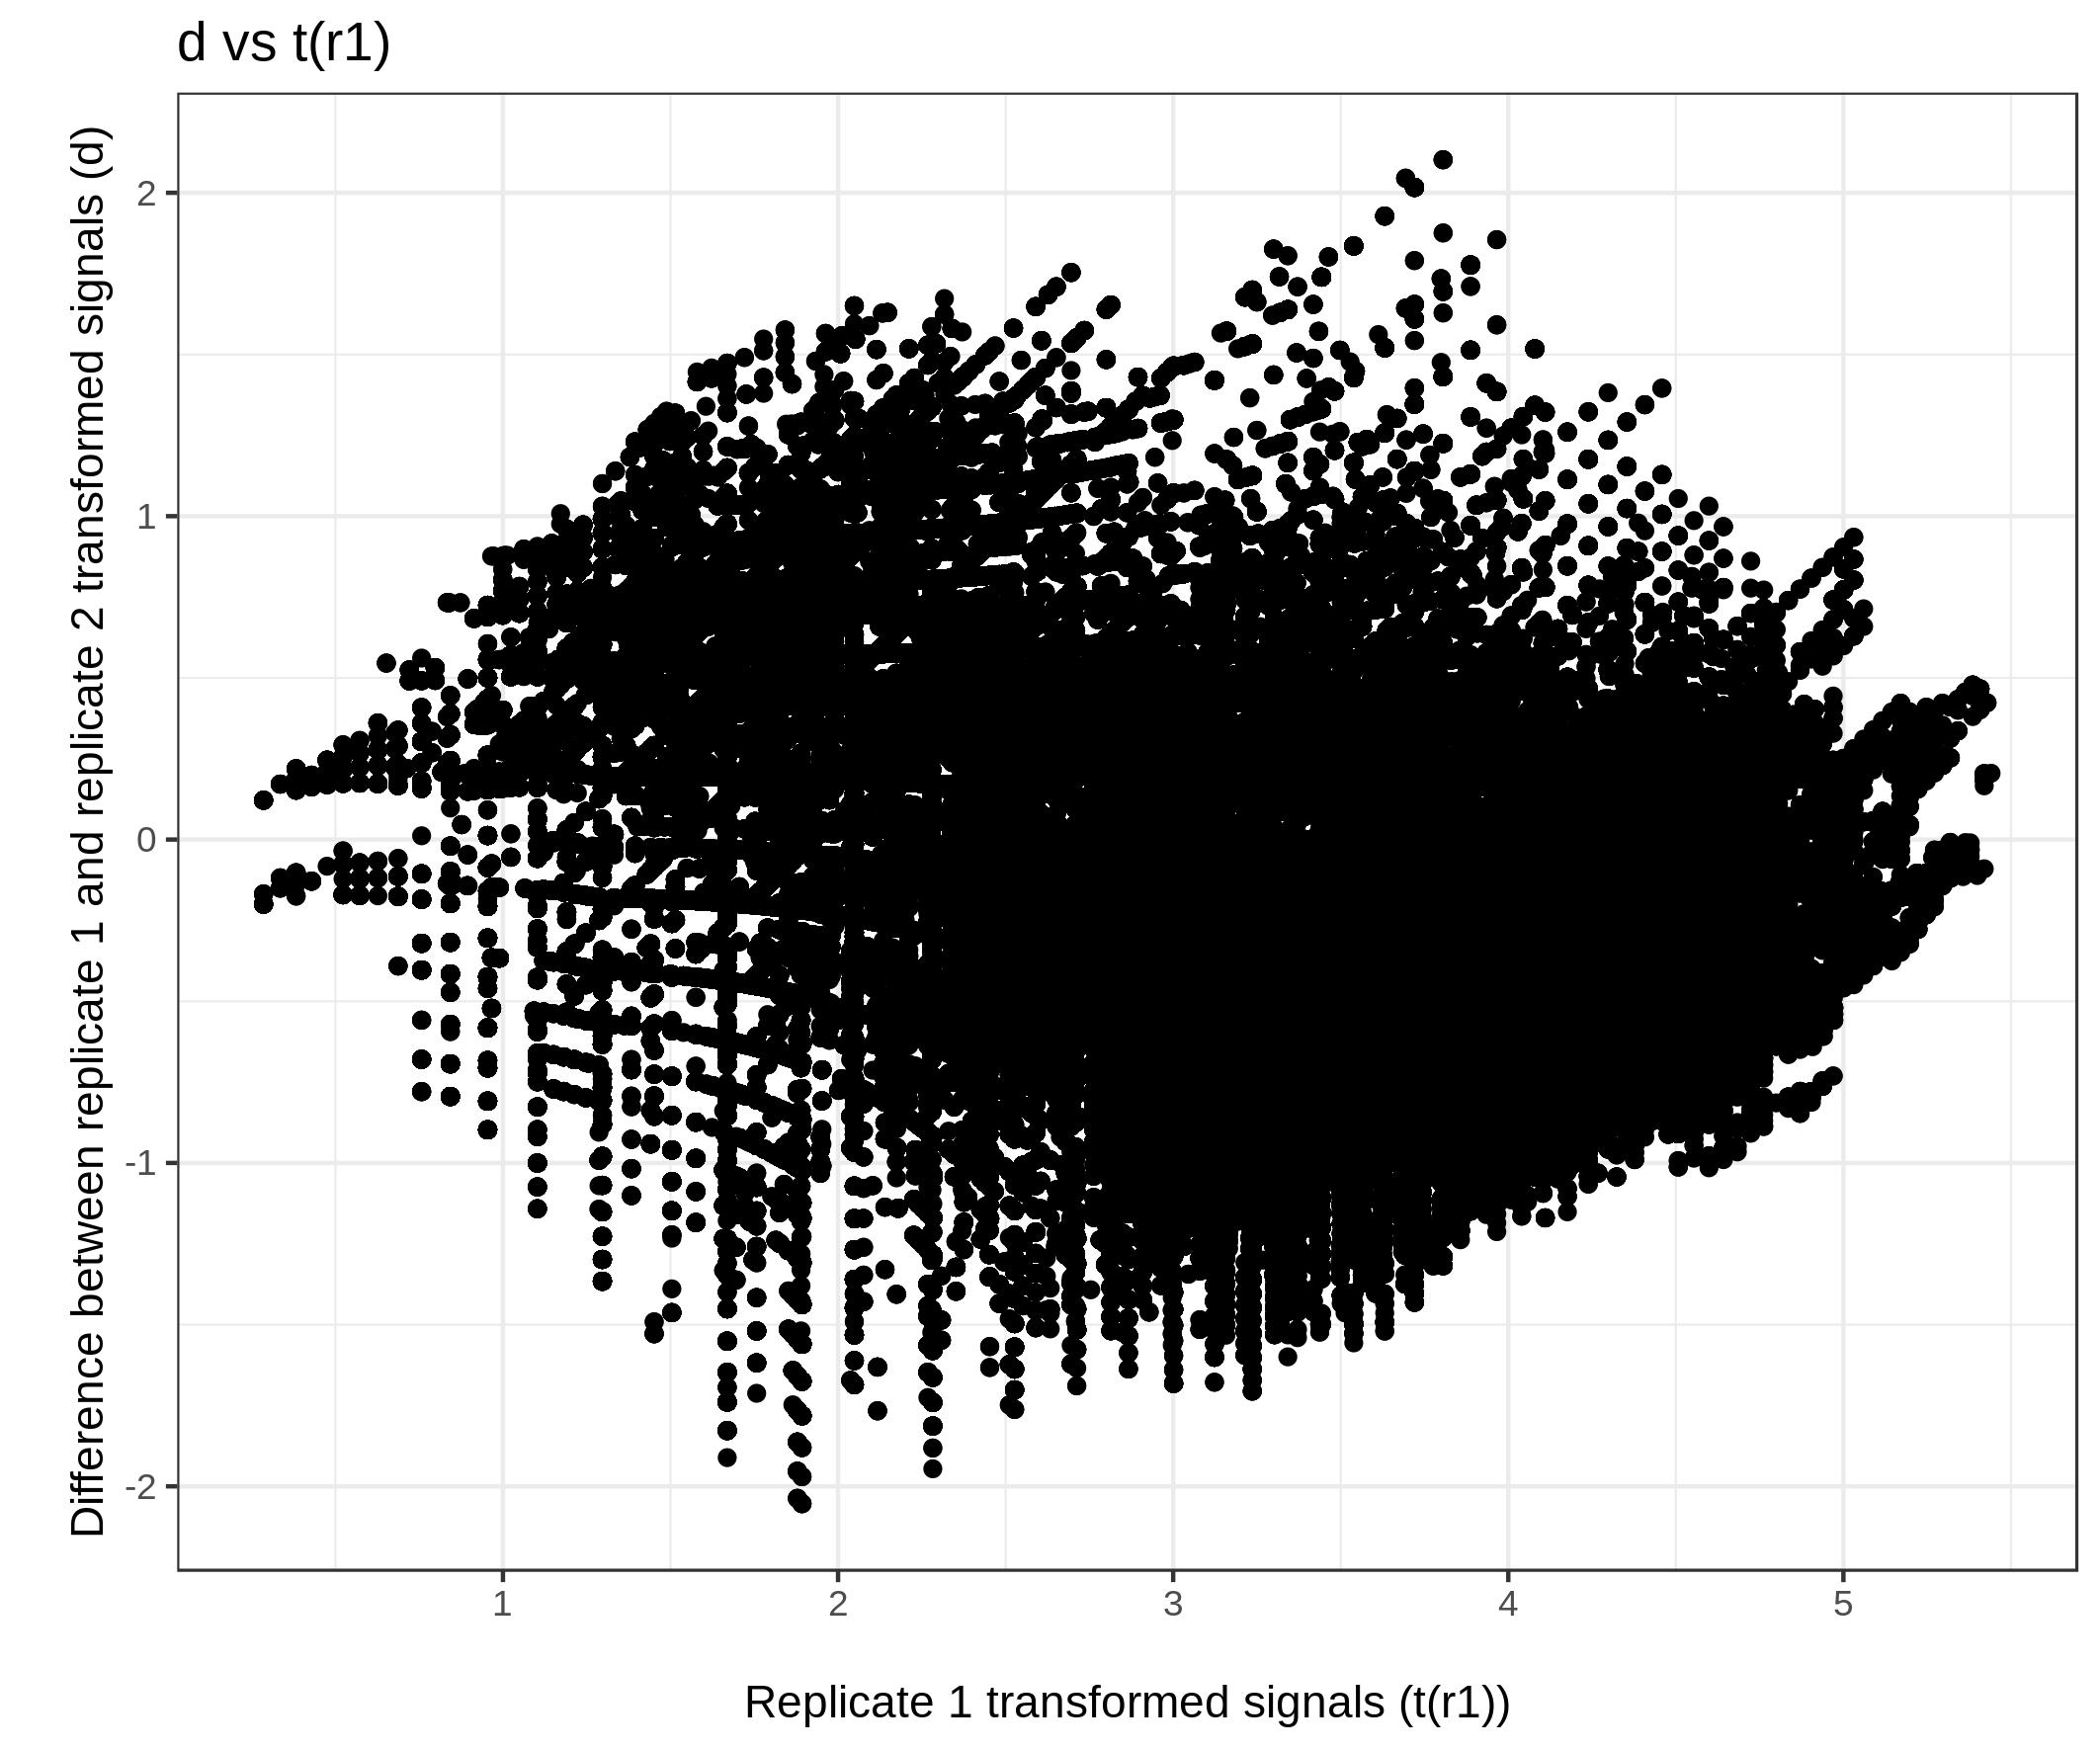 d vs t(r1)
Difference between replicate 1 and replicate 2 transformed signals (d)
2
1
0
-1
-2
1 2 3 4 5
Replicate 1 transformed signals (t(r1))